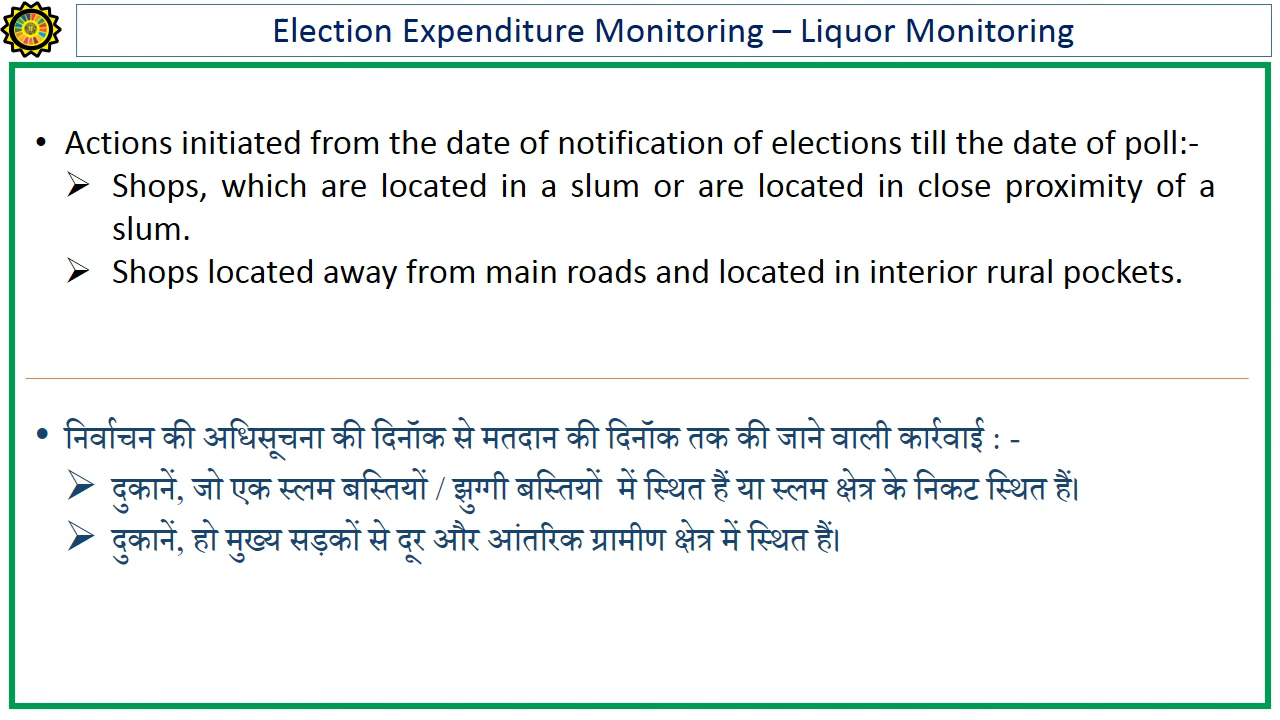 Election Expenditure Monitoring – Liquor Monitoring
• Actions initiated from the date of notification of elections till the date of poll:-
➢ Shops, which are located in a slum or are located in close proximity of a
slum.
➢ Shops located away from main roads and located in interior rural pockets.
• निर्वाचन की अधिसूचना की दिनॉक से मतदान की दिनॉक तक की जाने वाली कार्रवाई : -
➢ दुकानें, जो एक स्लम बस्तियों / झुग्गी बस्तियों में स्थित हैं या स्लम क्षेत्र के निकट स्थित हैं।
➢ दुकानें, हो मुख्य सड़कों से दूर और आंतरिक ग्रामीण क्षेत्र में स्थित हैं।